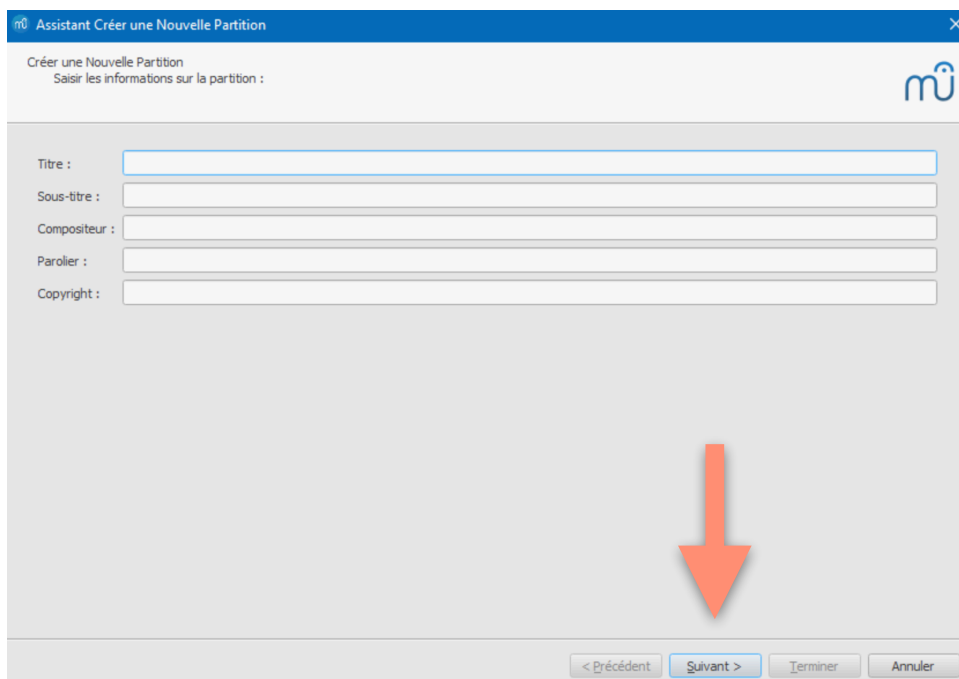 Assistant Créer une Nouvelle Partition
Créer une Nouvelle Partition
Saisir les informations sur la partition :
Titre :
Sous-titre :
Compositeur :
Parolier :
Copyright :
< Précédent Suivant > Terminer Annuler